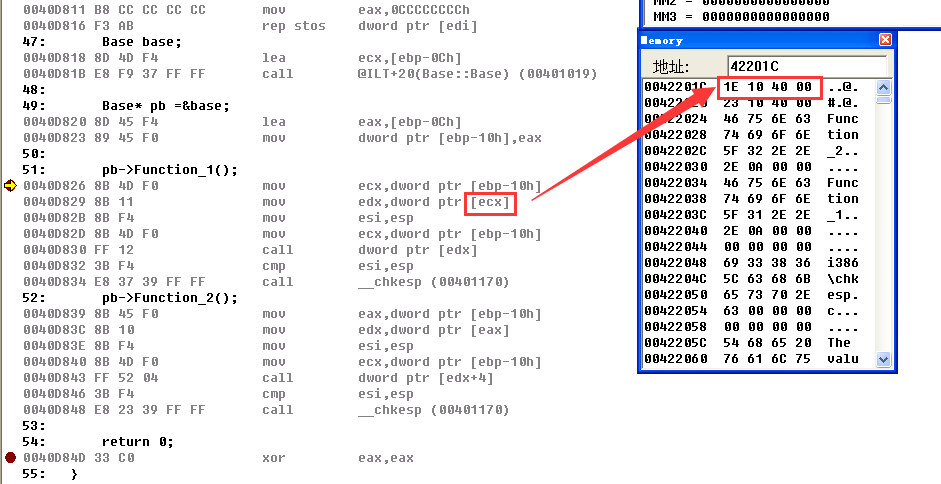 0040D811 B8 CC CC CC CC mov eax,0CCCCCCCCh
0040D816 F3 AB rep stos dword ptr [edi]
47: Base base;
0040D818 8D 4D F4 lea ecx,[ebp-0Ch]
0040D81B E8 F9 37 FF FF call @ILT+20(Base::Base) (00401019)
48:
49: Base* pb =&base;
0040D820 8D 45 F4 lea eax,[ebp-0Ch]
0040D823 89 45 F0 mov dword ptr [ebp-10h],eax
50:
51: pb->Function_1();
0040D826 8B 4D F0 mov ecx,dword ptr [ebp-10h]
0040D829 8B 11 mov edx,dword ptr [ecx]
0040D82B 8B F4 mov esi,esp
0040D82D 8B 4D F0 mov ecx,dword ptr [ebp-10h]
0040D830 FF 12 call dword ptr [edx]
0040D832 3B F4 cmp esi,esp
0040D834 E8 37 39 FF FF call __chkesp (00401170)
52: pb->Function_2();
0040D839 8B 45 F0 mov eax,dword ptr [ebp-10h]
0040D83C 8B 10 mov edx,dword ptr [eax]
0040D83E 8B F4 mov esi,esp
0040D840 8B 4D F0 mov ecx,dword ptr [ebp-10h]
0040D843 FF 52 04 call dword ptr [edx+4]
0040D846 3B F4 cmp esi,esp
0040D848 E8 23 39 FF FF call __chkesp (00401170)
53:
54: return 0;
0040D84D 33 C0 xor eax,eax
55: }
MM3 = 0000000000000000
Memory
地址: 42201C
0042201C 1E 10 40 00 ..@.
23 10 40 00 #.@.
00422024 46 75 6E 63 Func
00422028 74 69 6F 6E tion
0042202C 5F 32 2E 2E _2..
00422030 2E 0A 00 00 ....
00422034 46 75 6E 63 Func
00422038 74 69 6F 6E tion
0042203C 5F 31 2E 2E _1..
00422040 2E 0A 00 00 ....
00422044 00 00 00 00 ....
00422048 69 33 38 36 i386
0042204C 5C 63 68 6B \chk
00422050 65 73 70 2E esp.
00422054 63 00 00 00 c...
00422058 00 00 00 00 ....
0042205C 54 68 65 20 The
00422060 76 61 6C 75 valu